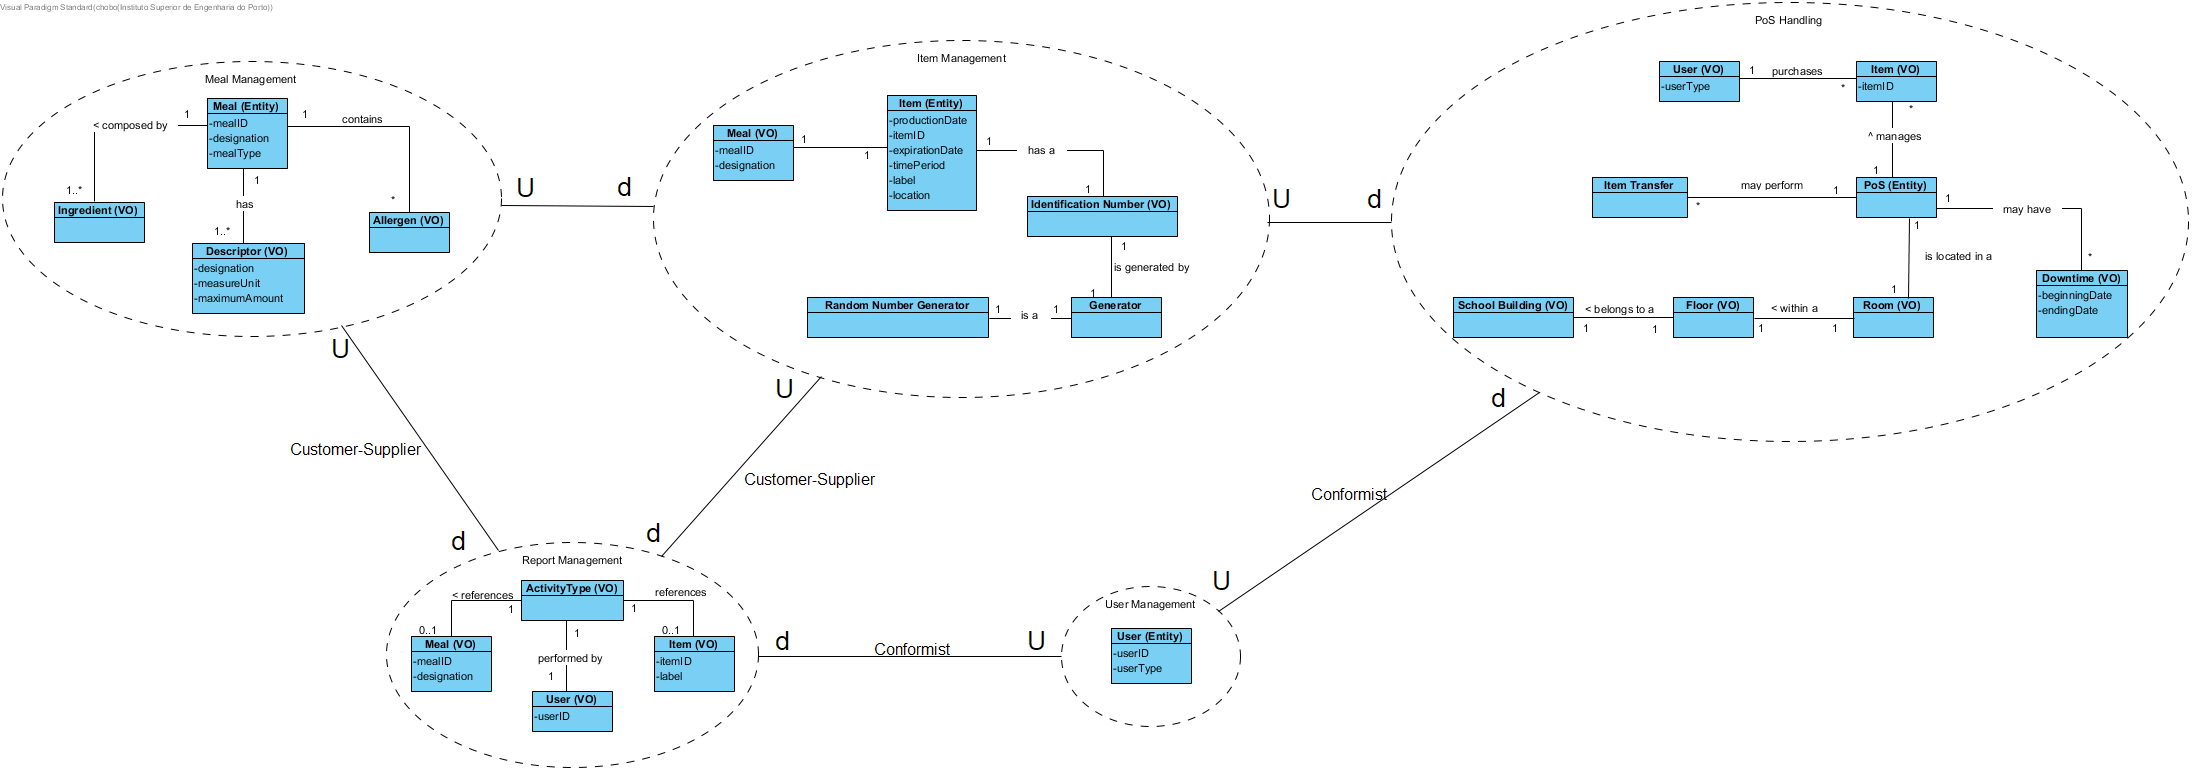 Visual Paradigm Standard(chobo(Instituto Superior de Engenharia do Porto))
Meal Management
Meal (Entity)
-mealID
-designation
-mealType
1
< composed by
1..*
Ingredient (VO)
1
contains
*
Allergen (VO)
1
has
1..*
Descriptor (VO)
-designation
-measureUnit
-maximumAmount
U
d
Item Management
Meal (VO)
-mealID
-designation
1
1
Item (Entity)
-productionDate
-itemID
-expirationDate
-timePeriod
-label
-location
1
has a
1
Identification Number (VO)
1
is generated by
1
Generator
1
is a
1
Random Number Generator
U
d
PoS Handling
User (VO)
-userType
1
purchases
*
Item (VO)
-itemID
*
^ manages
1
PoS (Entity)
Item Transfer
may perform
1
*
1
may have
*
Downtime (VO)
-beginningDate
-endingDate
1
is located in a
1
Room (VO)
< within a
1
1
Floor (VO)
< belongs to a
1
1
School Building (VO)
U
Customer-Supplier
d
U
Customer-Supplier
d
d
Conformist
U
Report Management
ActivityType (VO)
< references
1
0..1
Meal (VO)
-mealID
-designation
references
1
0..1
Item (VO)
-itemID
-label
1
performed by
1
User (VO)
-userID
d
Conformist
U
User Management
User (Entity)
-userID
-userType